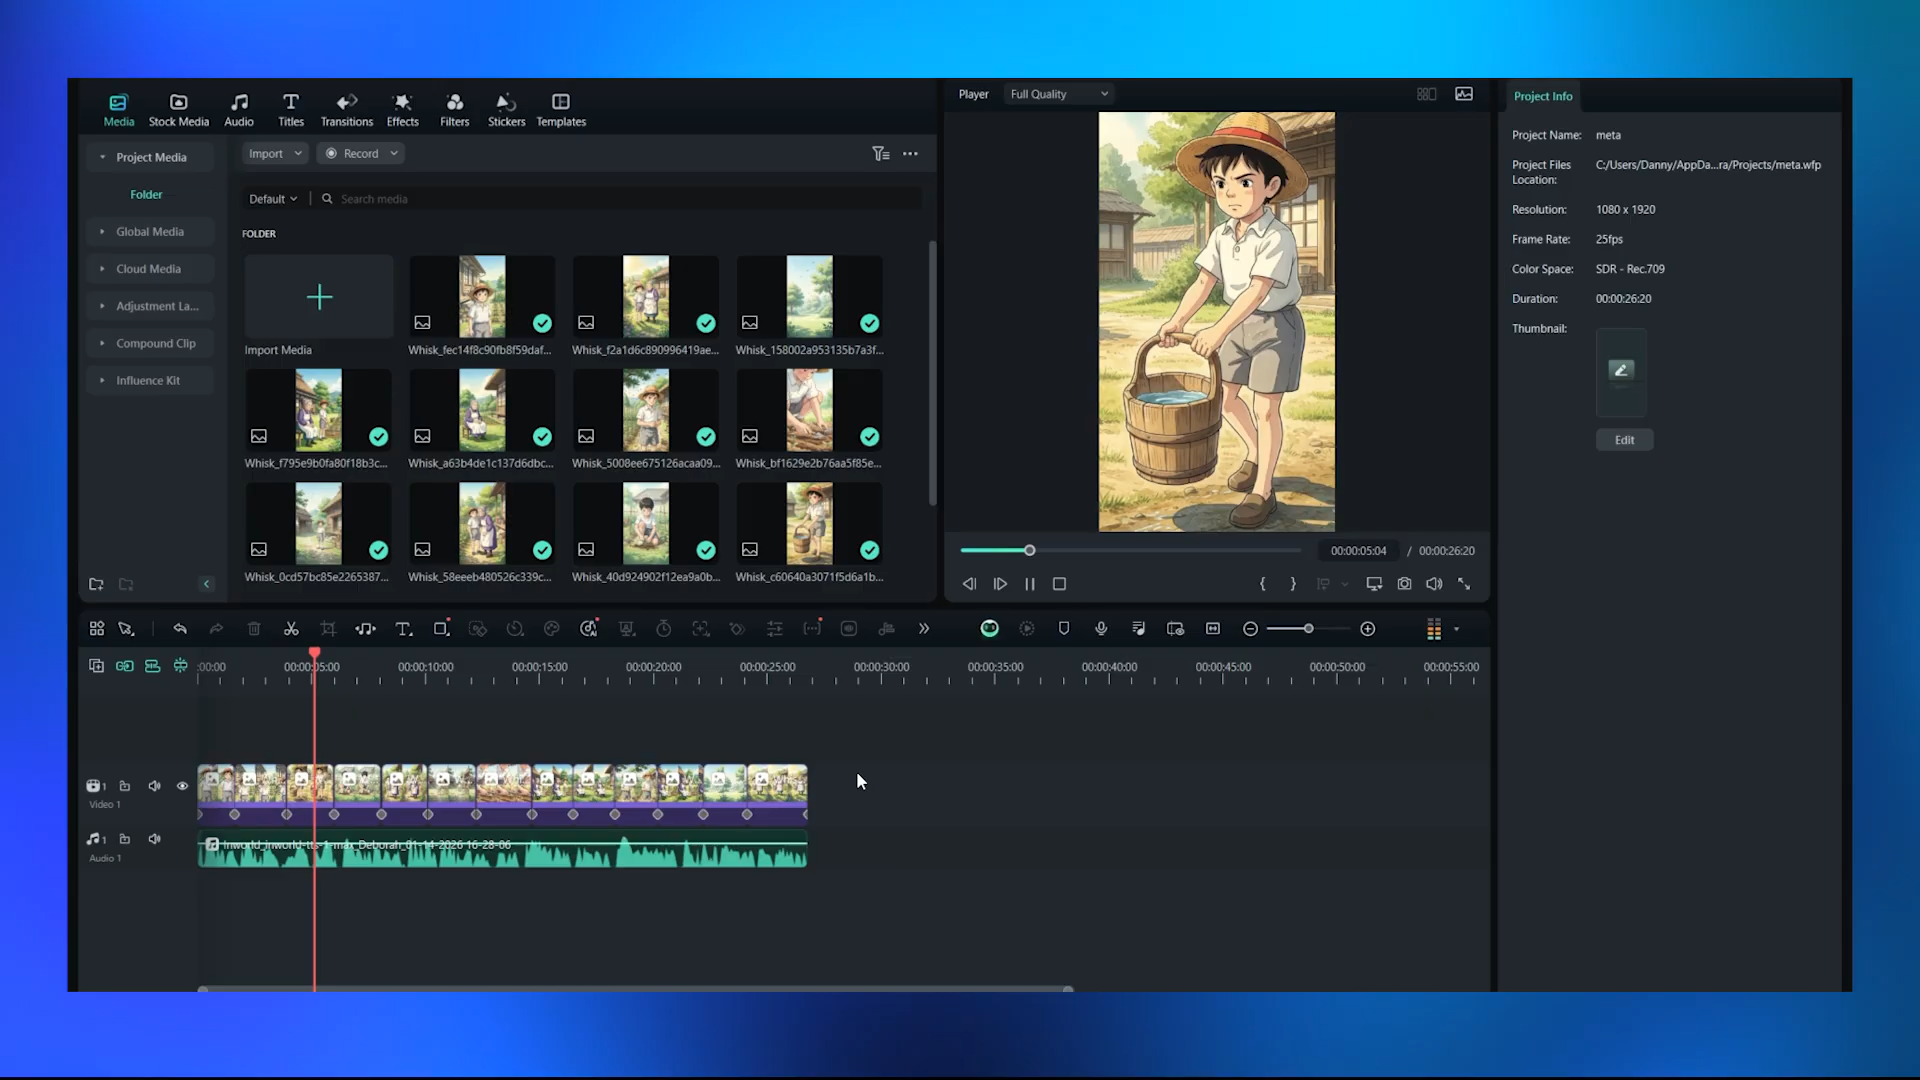 Media
Stock Media
Audio
Titles
Transitions
Effects
Filters
Stickers
Templates
Project Media
Folder
Global Media
Cloud Media
Adjustment La...
Compound Clip
Influence Kit
Import
Record
Default
Search media
FOLDER
Import Media
Whisk_fec14f8c90fb8f59daf...
Whisk_f2a1d6c890996419ae...
Whisk_158002a953135b7a3f...
Whisk_f795e9b0fa80f18b3c...
Whisk_a63b4de1c137d6dbc...
Whisk_5008ee675126acaa09...
Whisk_bf1629e2b76aa5f85e...
Whisk_0cd57bc85e2265387...
Whisk_58eeeb480526c339c...
Whisk_40d924902f12ea9a0b...
Whisk_c60640a3071f5d6a1b...
Player
Full Quality
00:00:05:04 / 00:00:26:20
Project Info
Project Name: meta
Project Files Location: C:/Users/Danny/AppDa...ra/Projects/meta.wfp
Resolution: 1080 x 1920
Frame Rate: 25fps
Color Space: SDR - Rec.709
Duration: 00:00:26:20
Thumbnail:
Edit
:00:00 00:00:05:00 00:00:10:00 00:00:15:00 00:00:20:00 00:00:25:00 00:00:30:00 00:00:35:00 00:00:40:00 00:00:45:00 00:00:50:00 00:00:55:00
1
Video 1
1
Audio 1
Inworld_inworld-tts-1-max_Deborah_01-14-2026 16-28-06